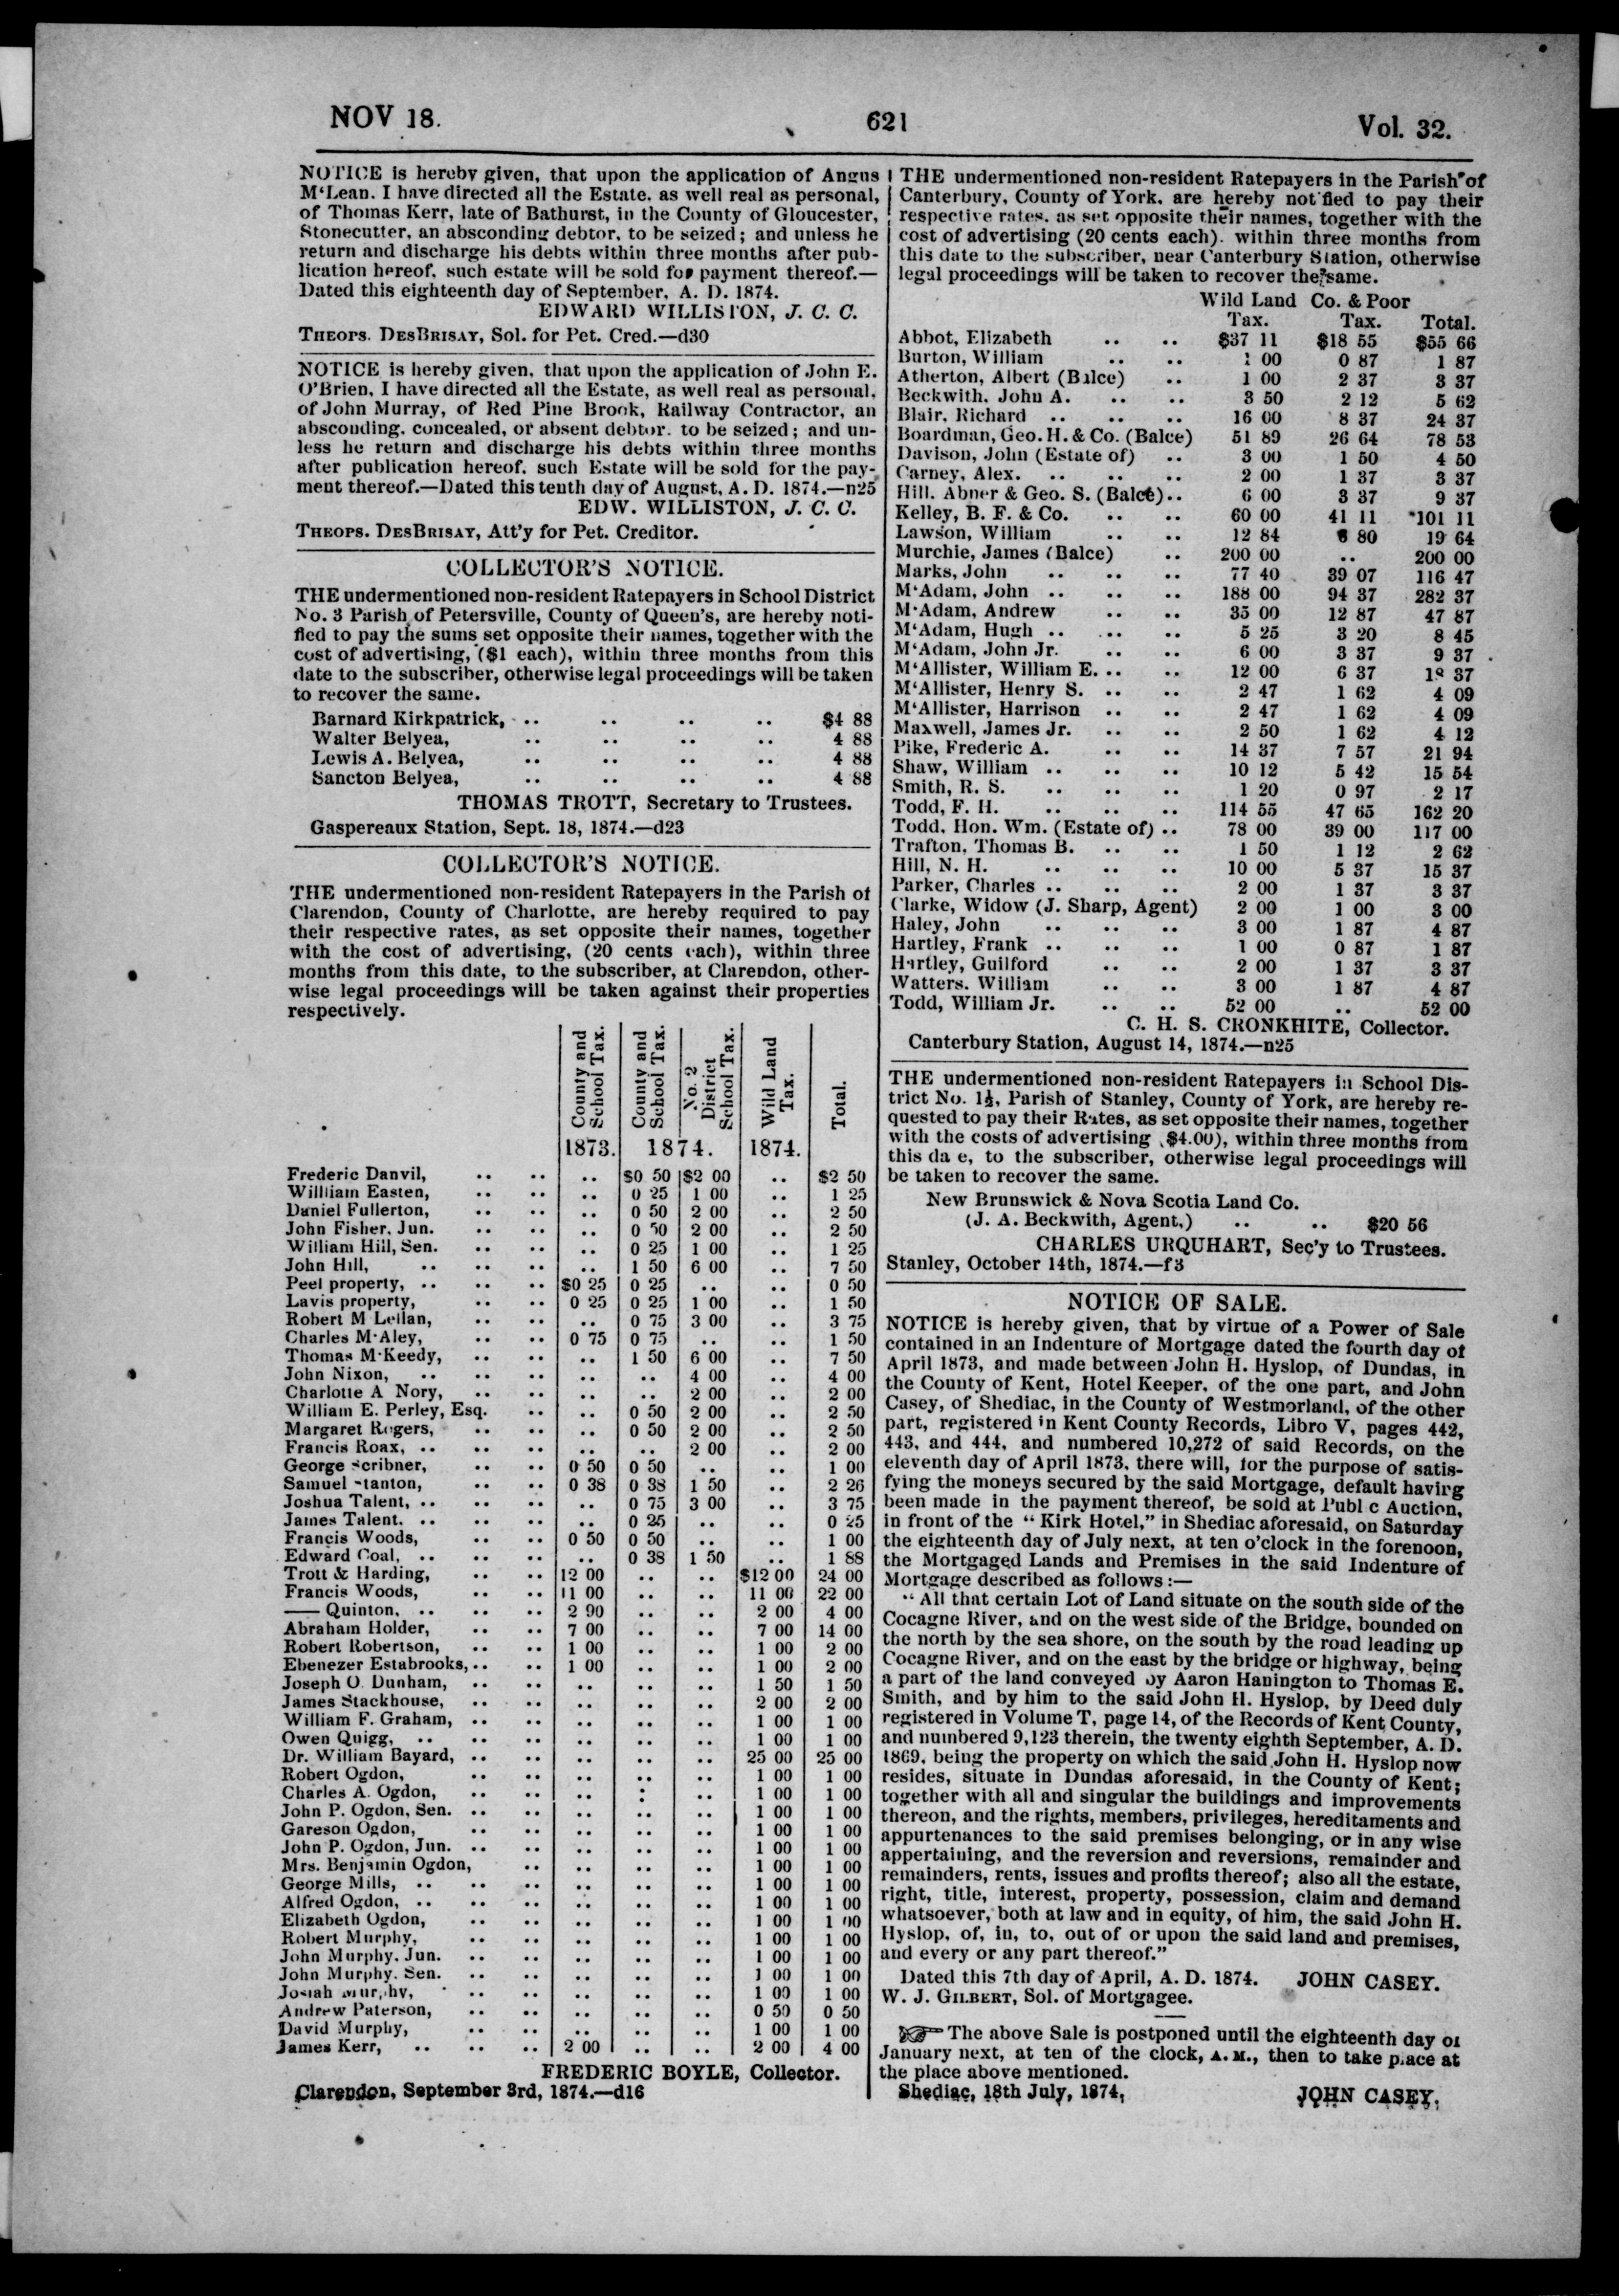 NOV 18.
621
Vol. 32.
NOTICE is hereby given, that upon the application of Angus
M'Lean. I have directed all the Estate, as well real as personal,
of Thomas Kerr, late of Bathurst, in the County of Gloucester,
Stonecutter, an absconding debtor, to be seized; and unless he
return and discharge his debts within three months after pub-
lication hereof, such estate will be sold for payment thereof.—
Dated this eighteenth day of September, A. D. 1874.
EDWARD WILLISTON, J. C. C.
THEOPS. DESBRISAY, Sol. for Pet. Cred.—d30
NOTICE is hereby given, that upon the application of John E.
O'Brien, I have directed all the Estate, as well real as personal,
of John Murray, of Red Pine Brook, Railway Contractor, an
absconding, concealed, or absent debtor, to be seized; and un-
less he return and discharge his debts within three months
after publication hereof, such Estate will be sold for the pay-
ment thereof.—Dated this tenth day of August, A. D. 1874.—n25
EDW. WILLISTON, J. C. C.
THEOPS. DESBRISAY, Att'y for Pet. Creditor.
COLLECTOR'S NOTICE.
THE undermentioned non-resident Ratepayers in School District
No. 3 Parish of Petersville, County of Queen's, are hereby noti-
fied to pay the sums set opposite their names, together with the
cost of advertising, ($1 each), within three months from this
date to the subscriber, otherwise legal proceedings will be taken
to recover the same.
Barnard Kirkpatrick, .. .. .. .. $4 88
Walter Belyea, .. .. .. .. 4 88
Lewis A. Belyea, .. .. .. .. 4 88
Sancton Belyea, .. .. .. .. 4 88
THOMAS TROTT, Secretary to Trustees.
Gaspereaux Station, Sept. 18, 1874.—d23
COLLECTOR'S NOTICE.
THE undermentioned non-resident Ratepayers in the Parish of
Clarendon, County of Charlotte, are hereby required to pay
their respective rates, as set opposite their names, together
with the cost of advertising, (20 cents each), within three
months from this date, to the subscriber, at Clarendon, other-
wise legal proceedings will be taken against their properties
respectively.
County and School Tax. County and School Tax. No. 2 District School Tax. Wild Land Tax. Total.
1873. 1874. 1874.
Frederic Danvil, .. .. .. $0 50 $2 00 .. $2 50
Willliam Easten, .. .. .. 0 25 1 00 .. 1 25
Daniel Fullerton, .. .. .. 0 50 2 00 .. 2 50
John Fisher, Jun. .. .. .. 0 50 2 00 .. 2 50
William Hill, Sen. .. .. .. 0 25 1 00 .. 1 25
John Hill, .. .. .. .. 1 50 6 00 .. 7 50
Peel property, .. .. .. $0 25 0 25 .. .. 0 50
Lavis property, .. .. 0 25 0 25 1 00 .. 1 50
Robert M'Lellan, .. .. .. 0 75 3 00 .. 3 75
Charles M'Aley, .. .. 0 75 0 75 .. .. 1 50
Thomas M'Keedy, .. .. .. 1 50 6 00 .. 7 50
John Nixon, .. .. .. .. .. 4 00 .. 4 00
Charlotte A Nory, .. .. .. .. 2 00 .. 2 00
William E. Perley, Esq. .. .. 0 50 2 00 .. 2 50
Margaret Rogers, .. .. .. 0 50 2 00 .. 2 50
Francis Roax, .. .. .. .. .. 2 00 .. 2 00
George Scribner, .. .. 0 50 0 50 .. .. 1 00
Samuel Stanton, .. .. 0 38 0 38 1 50 .. 2 26
Joshua Talent, .. .. .. .. 0 75 3 00 .. 3 75
James Talent. .. .. .. .. 0 25 .. .. 0 25
Francis Woods, .. .. 0 50 0 50 .. .. 1 00
Edward Coal, .. .. .. .. 0 38 1 50 .. 1 88
Trott & Harding, .. .. 12 00 .. .. $12 00 24 00
Francis Woods, .. .. 11 00 .. .. 11 00 22 00
—— Quinton, .. .. .. 2 90 .. .. 2 00 4 00
Abraham Holder, .. .. 7 00 .. .. 7 00 14 00
Robert Robertson, .. .. 1 00 .. .. 1 00 2 00
Ebenezer Estabrooks, .. .. 1 00 .. .. 1 00 2 00
Joseph O Dunham, .. .. .. .. .. 1 50 1 50
James Stackhouse, .. .. .. .. .. 2 00 2 00
William F. Graham, .. .. .. .. .. 1 00 1 00
Owen Quigg, .. .. .. .. .. .. 1 00 1 00
Dr. William Bayard, .. .. .. .. .. 25 00 25 00
Robert Ogdon, .. .. .. .. .. 1 00 1 00
Charles A. Ogdon, .. .. .. : .. 1 00 1 00
John P. Ogdon, Sen. .. .. .. .. .. 1 00 1 00
Gareson Ogdon, .. .. .. .. .. 1 00 1 00
John P. Ogdon, Jun. .. .. .. .. .. 1 00 1 00
Mrs. Benjamin Ogdon, .. .. .. .. 1 00 1 00
George Mills, .. .. .. .. .. .. 1 00 1 00
Alfred Ogdon, .. .. .. .. .. .. 1 00 1 00
Elizabeth Ogdon, .. .. .. .. .. 1 00 1 00
Robert Murphy, .. .. .. .. .. 1 00 1 00
John Murphy, Jun. .. .. .. .. .. 1 00 1 00
John Murphy, Sen. .. .. .. .. .. 1 00 1 00
Josiah Murphy, .. .. .. .. .. 1 00 1 00
Andrew Paterson, .. .. .. .. .. 0 50 0 50
David Murphy, .. .. .. .. .. 1 00 1 00
James Kerr, .. .. .. 2 00 .. .. 2 00 4 00
FREDERIC BOYLE, Collector.
Clarendon, September 3rd, 1874.—d16
THE undermentioned non-resident Ratepayers in the Parish of
Canterbury, County of York, are hereby not fied to pay their
respective rates, as set opposite their names, together with the
cost of advertising (20 cents each), within three months from
this date to the subscriber, near Canterbury Station, otherwise
legal proceedings will be taken to recover the same.
Wild Land Co. & Poor
Tax. Tax. Total.
Abbot, Elizabeth .. .. $37 11 $18 55 $55 66
Burton, William .. .. 1 00 0 87 1 87
Atherton, Albert (Balce) .. 1 00 2 37 3 37
Beckwith, John A. .. .. 3 50 2 12 5 62
Blair, Richard .. .. .. 16 00 8 37 24 37
Boardman, Geo. H. & Co. (Balce) 51 89 26 64 78 53
Davison, John (Estate of) .. 3 00 1 50 4 50
Carney, Alex. .. .. .. 2 00 1 37 3 37
Hill, Abner & Geo. S. (Balce) .. 6 00 3 37 9 37
Kelley, B. F. & Co. .. .. 60 00 41 11 101 11
Lawson, William .. .. 12 84 6 80 19 64
Murchie, James (Balce) .. 200 00 .. 200 00
Marks, John .. .. .. 77 40 39 07 116 47
M'Adam, John .. .. .. 188 00 94 37 282 37
M'Adam, Andrew .. .. 35 00 12 87 47 87
M'Adam, Hugh .. .. .. 5 25 3 20 8 45
M'Adam, John Jr. .. .. 6 00 3 37 9 37
M'Allister, William E. .. .. 12 00 6 37 18 37
M'Allister, Henry S. .. .. 2 47 1 62 4 09
M'Allister, Harrison .. .. 2 47 1 62 4 09
Maxwell, James Jr. .. .. 2 50 1 62 4 12
Pike, Frederic A. .. .. 14 37 7 57 21 94
Shaw, William .. .. .. 10 12 5 42 15 54
Smith, R. S. .. .. .. 1 20 0 97 2 17
Todd, F. H. .. .. .. 114 55 47 65 162 20
Todd, Hon. Wm. (Estate of) .. 78 00 39 00 117 00
Trafton, Thomas B. .. .. 1 50 1 12 2 62
Hill, N. H. .. .. .. 10 00 5 37 15 37
Parker, Charles .. .. .. 2 00 1 37 3 37
Clarke, Widow (J. Sharp, Agent) 2 00 1 00 3 00
Haley, John .. .. .. 3 00 1 87 4 87
Hartley, Frank .. .. .. 1 00 0 87 1 87
Hartley, Guilford .. .. 2 00 1 37 3 37
Watters, William .. .. 3 00 1 87 4 87
Todd, William Jr. .. .. 52 00 .. 52 00
C. H. S. CRONKHITE, Collector.
Canterbury Station, August 14, 1874.—n25
THE undermentioned non-resident Ratepayers in School Dis-
trict No. 1½, Parish of Stanley, County of York, are hereby re-
quested to pay their Rates, as set opposite their names, together
with the costs of advertising ($4.00), within three months from
this da e, to the subscriber, otherwise legal proceedings will
be taken to recover the same.
New Brunswick & Nova Scotia Land Co.
(J. A. Beckwith, Agent,) .. .. $20 56
CHARLES URQUHART, Sec'y to Trustees.
Stanley, October 14th, 1874.—f3
NOTICE OF SALE.
NOTICE is hereby given, that by virtue of a Power of Sale
contained in an Indenture of Mortgage dated the fourth day of
April 1873, and made between John H. Hyslop, of Dundas, in
the County of Kent, Hotel Keeper, of the one part, and John
Casey, of Shediac, in the County of Westmorland, of the other
part, registered in Kent County Records, Libro V, pages 442,
443, and 444, and numbered 10,272 of said Records, on the
eleventh day of April 1873, there will, for the purpose of satis-
fying the moneys secured by the said Mortgage, default having
been made in the payment thereof, be sold at Publ c Auction,
in front of the "Kirk Hotel," in Shediac aforesaid, on Saturday
the eighteenth day of July next, at ten o'clock in the forenoon,
the Mortgaged Lands and Premises in the said Indenture of
Mortgage described as follows:—
"All that certain Lot of Land situate on the south side of the
Cocagne River, and on the west side of the Bridge, bounded on
the north by the sea shore, on the south by the road leading up
Cocagne River, and on the east by the bridge or highway, being
a part of the land conveyed by Aaron Hanington to Thomas E.
Smith, and by him to the said John H. Hyslop, by Deed duly
registered in Volume T, page 14, of the Records of Kent County,
and numbered 9,123 therein, the twenty eighth September, A. D.
1869, being the property on which the said John H. Hyslop now
resides, situate in Dundas aforesaid, in the County of Kent;
together with all and singular the buildings and improvements
thereon, and the rights, members, privileges, hereditaments and
appurtenances to the said premises belonging, or in any wise
appertaining, and the reversion and reversions, remainder and
remainders, rents, issues and profits thereof; also all the estate,
right, title, interest, property, possession, claim and demand
whatsoever, both at law and in equity, of him, the said John H.
Hyslop, of, in, to, out of or upon the said land and premises,
and every or any part thereof."
Dated this 7th day of April, A. D. 1874. JOHN CASEY.
W. J. GILBERT, Sol. of Mortgagee.
☞ The above Sale is postponed until the eighteenth day of
January next, at ten of the clock, A. M., then to take place at
the place above mentioned.
Shediac, 18th July, 1874, JOHN CASEY.